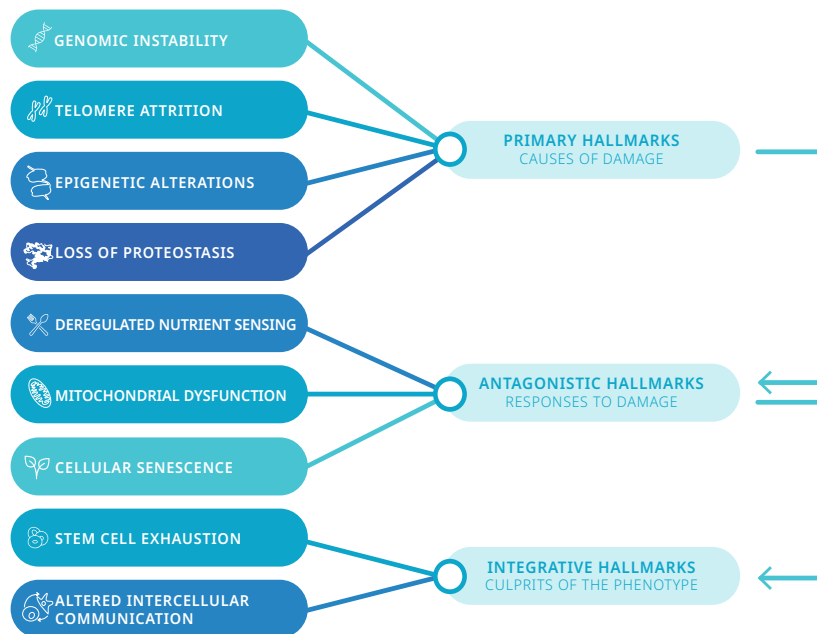 GENOMIC INSTABILITY
TELOMERE ATTRITION
EPIGENETIC ALTERATIONS
LOSS OF PROTEOSTASIS
PRIMARY HALLMARKS
CAUSES OF DAMAGE
DEREGULATED NUTRIENT SENSING
MITOCHONDRIAL DYSFUNCTION
CELLULAR SENESCENCE
ANTAGONISTIC HALLMARKS
RESPONSES TO DAMAGE
STEM CELL EXHAUSTION
ALTERED INTERCELLULAR
COMMUNICATION
INTEGRATIVE HALLMARKS
CULPRITS OF THE PHENOTYPE